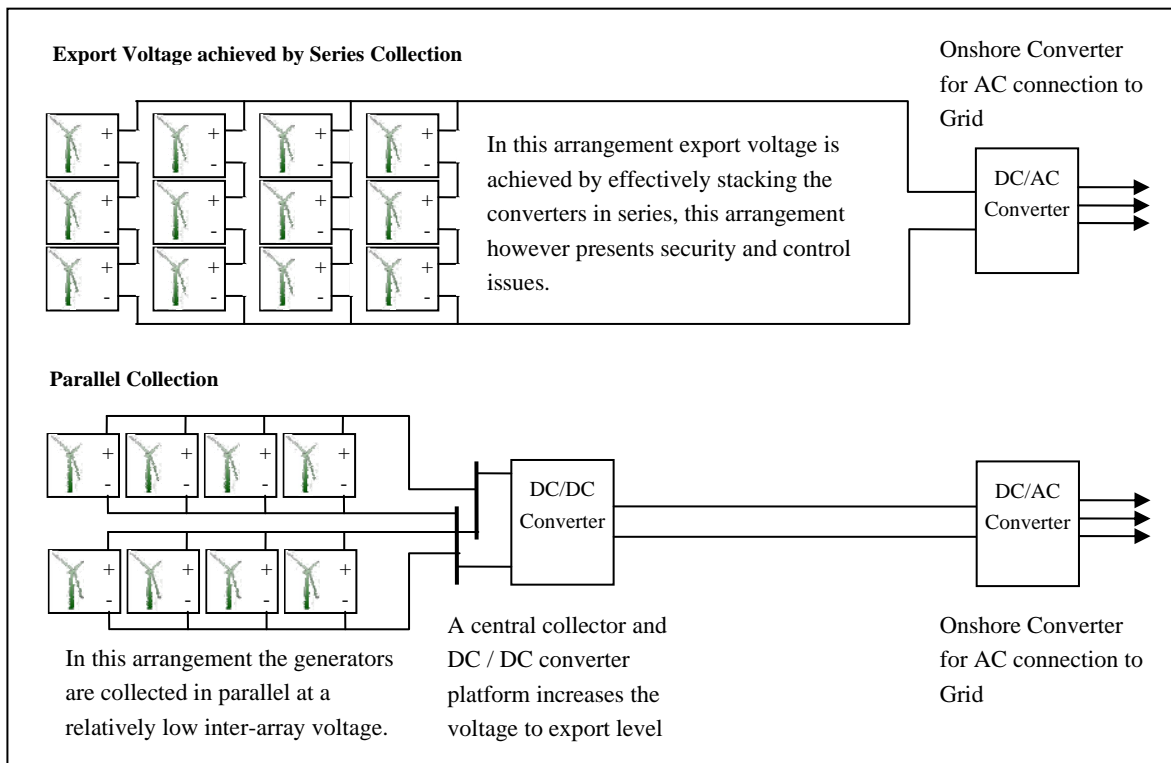 Export Voltage achieved by Series Collection
Onshore Converter
for AC connection to
Grid
+
-
+
-
+
-
+
-
+
-
+
-
+
-
+
-
+
-
+
-
+
-
+
-
In this arrangement export voltage is
achieved by effectively stacking the
converters in series, this arrangement
however presents security and control
issues.
DC/AC
Converter
Parallel Collection
+
-
+
-
+
-
+
-
+
-
+
-
+
-
+
-
DC/DC
Converter
DC/AC
Converter
In this arrangement the generators
are collected in parallel at a
relatively low inter-array voltage.
A central collector and
DC / DC converter
platform increases the
voltage to export level
Onshore Converter
for AC connection to
Grid